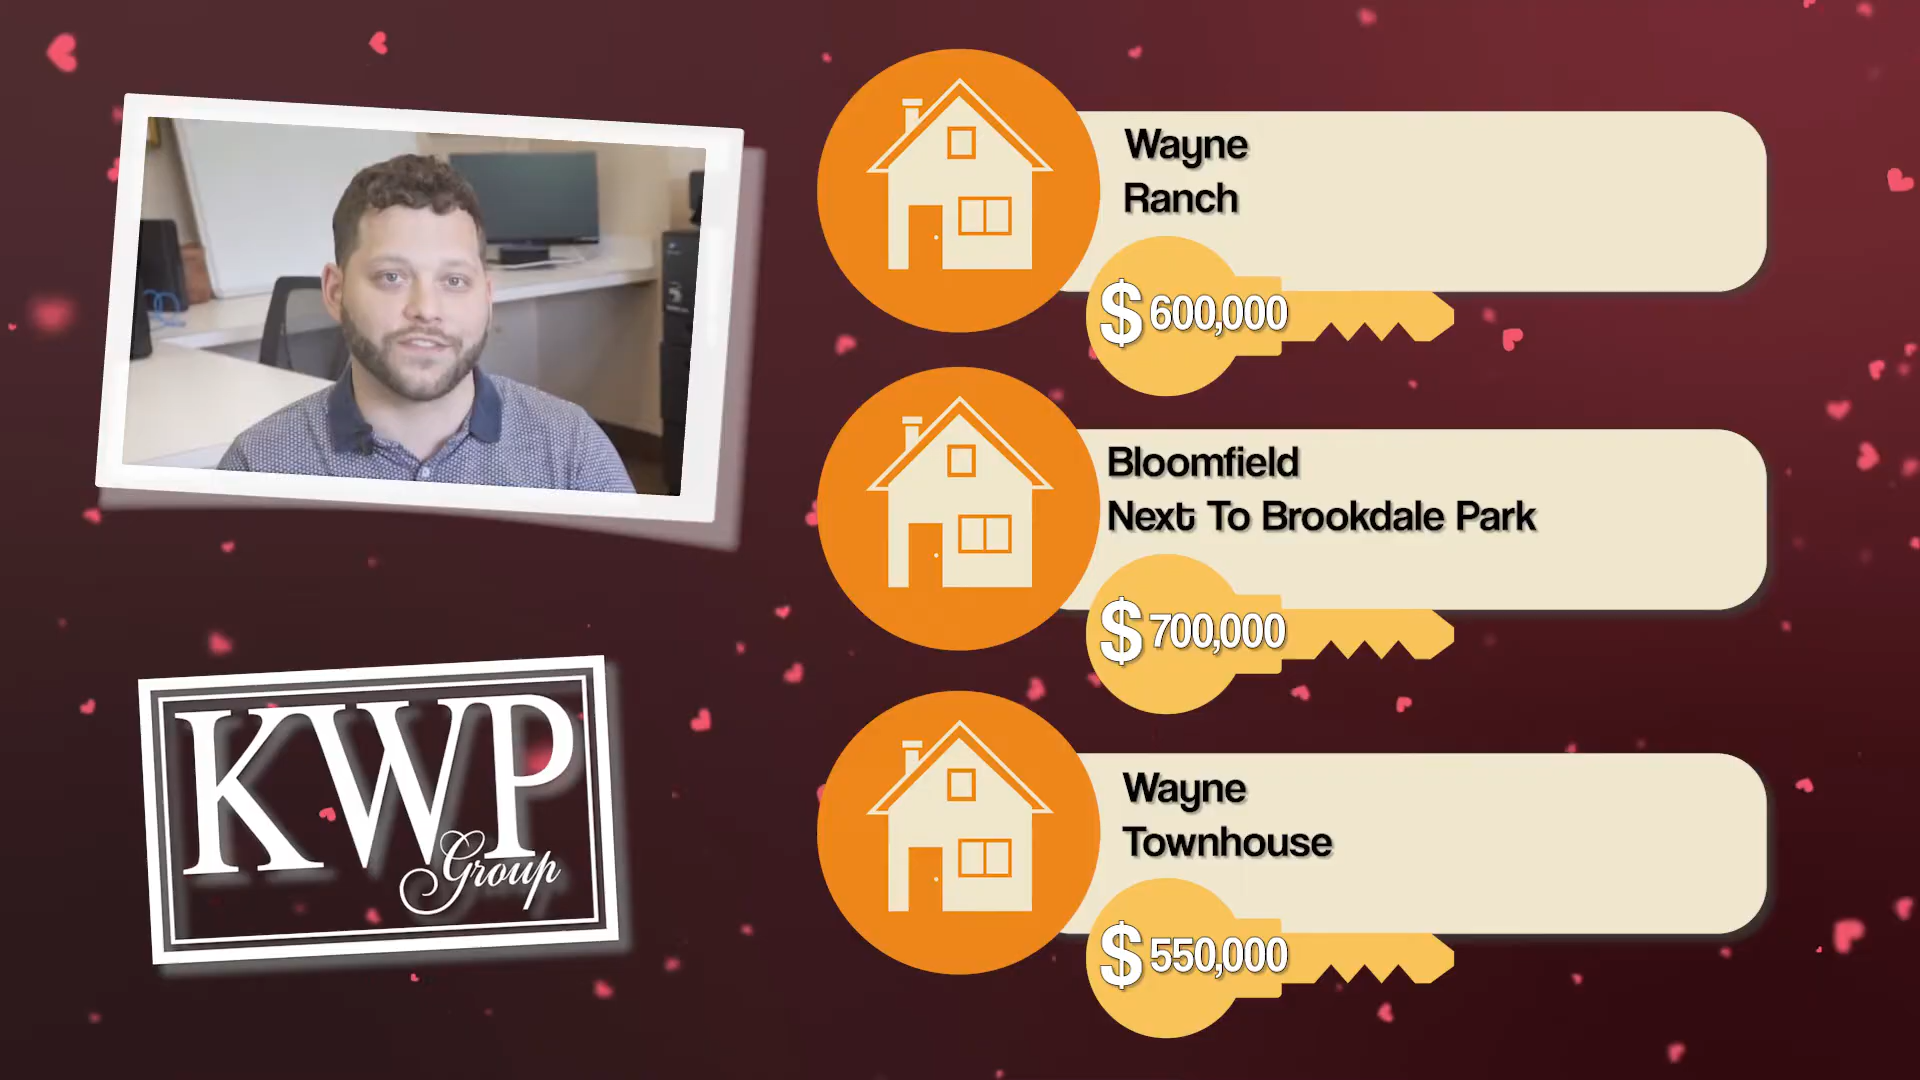 Wayne
Ranch
$600,000
Bloomfield
Next To Brookdale Park
$700,000
Wayne
Townhouse
$550,000
KWP
Group